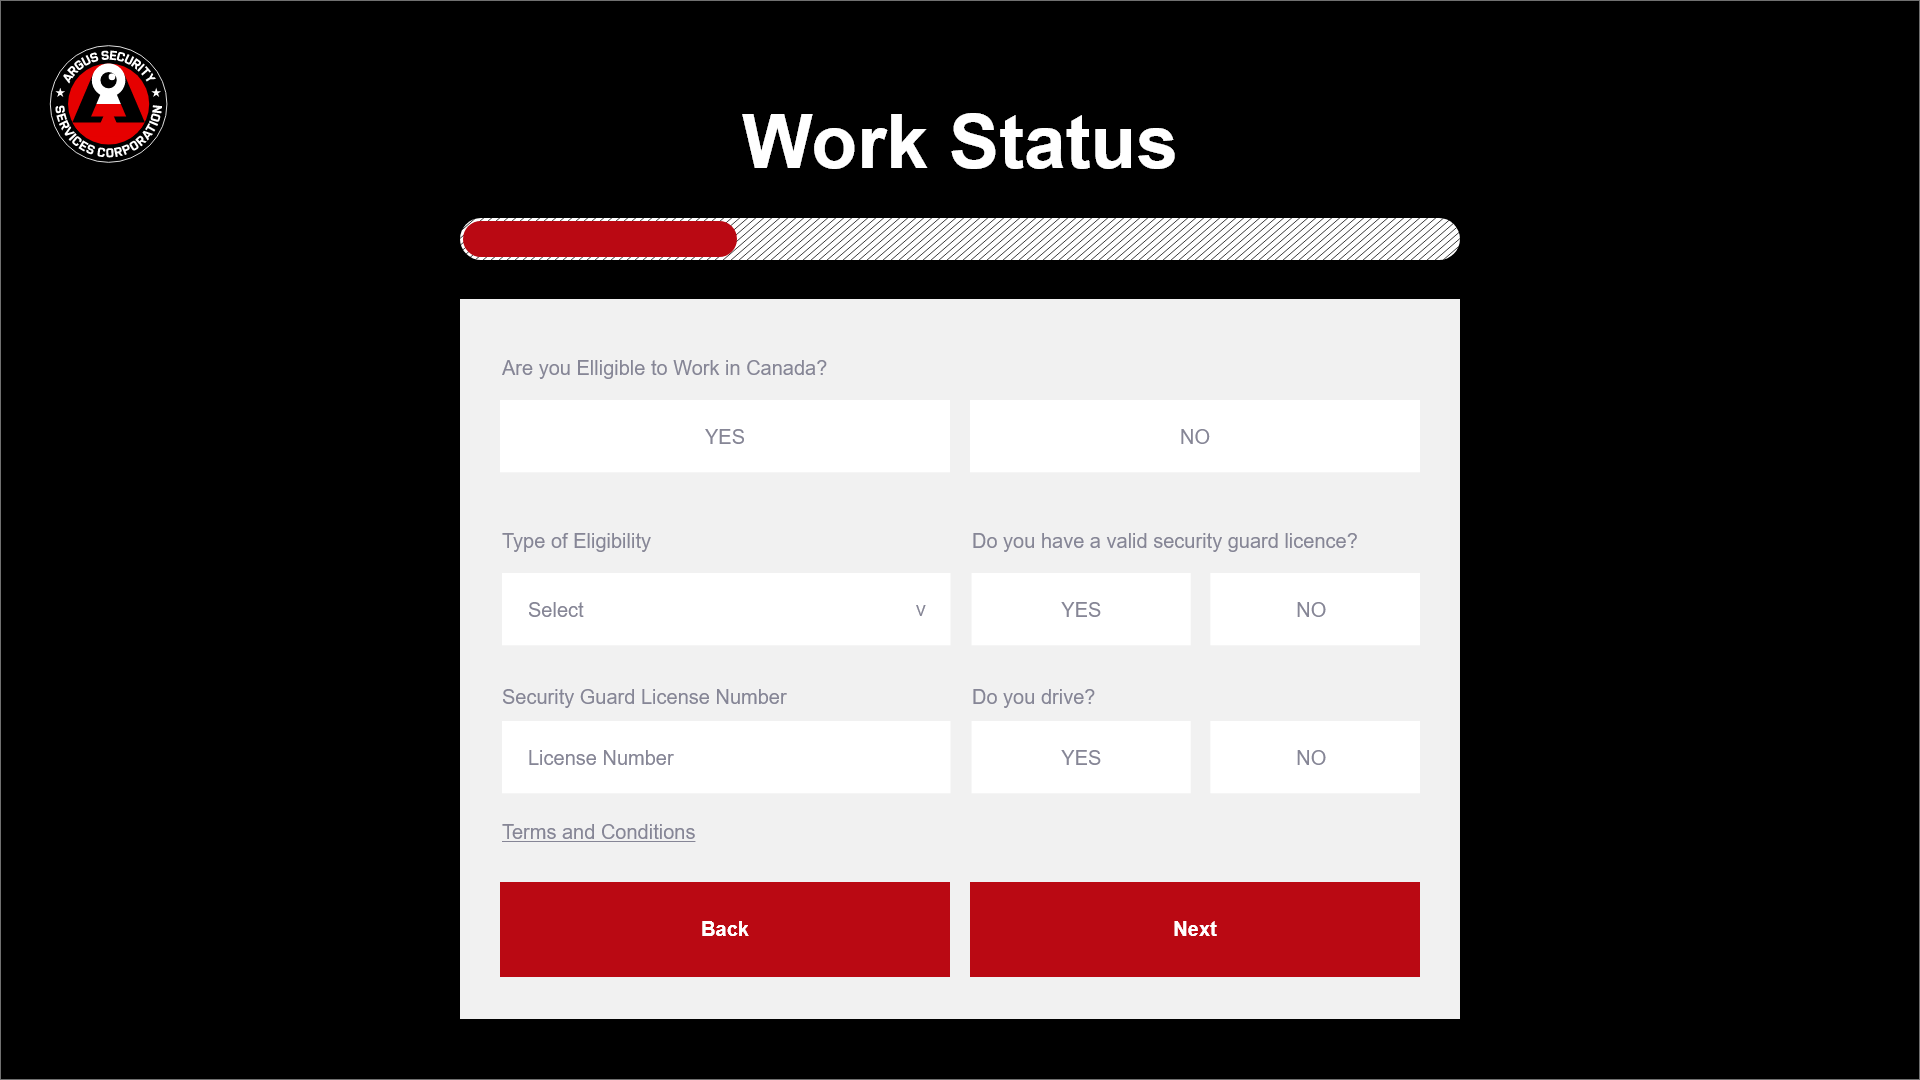 ARGUS SECURITY
SERVICES CORPORATION
Work Status
Are you Elligible to Work in Canada?
YES
NO
Type of Eligibility
Do you have a valid security guard licence?
Select
v
YES
NO
Security Guard License Number
Do you drive?
License Number
YES
NO
Terms and Conditions
Back
Next